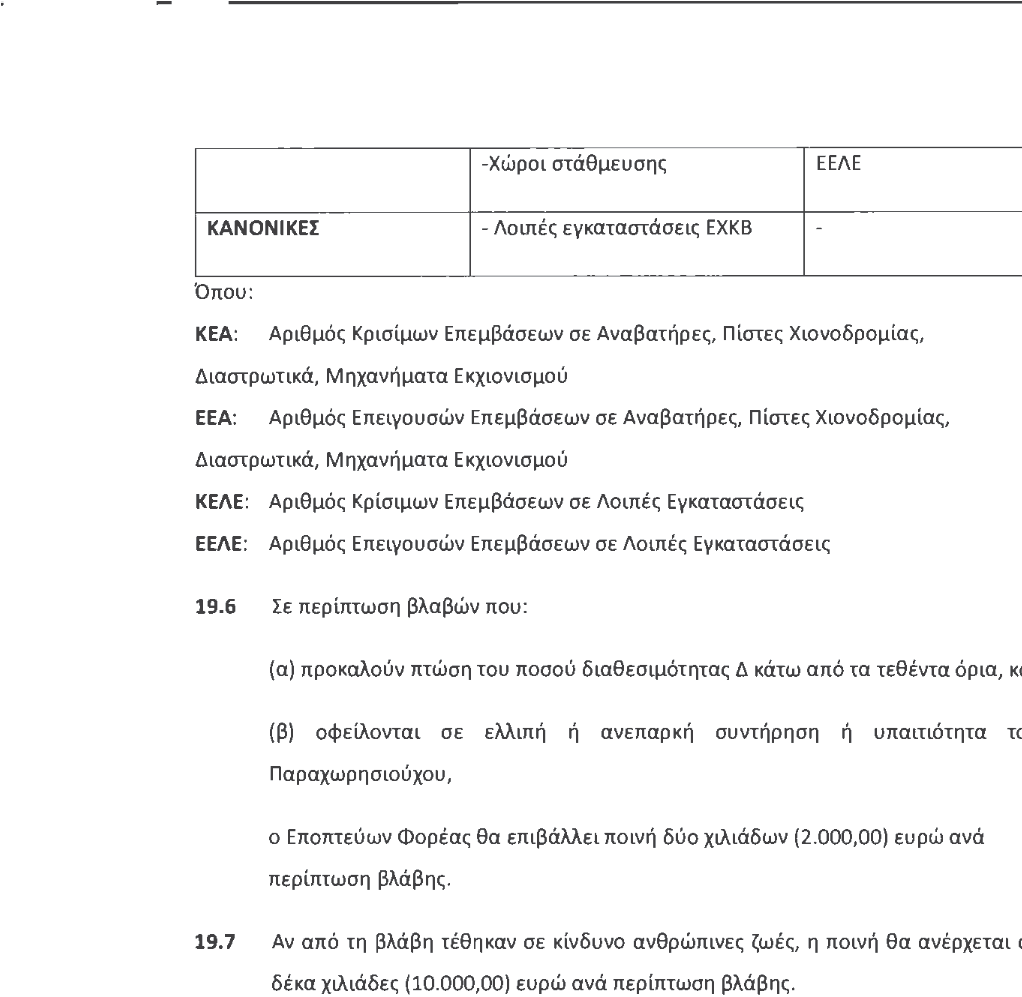 -Χώροι στάθμευσης ΕΕΛΕ
ΚΑΝΟΝΙΚΕΣ - Λοιπές εγκαταστάσεις ΕΧΚΒ -
Όπου:
ΚΕΑ: Αριθμός Κρισίμων Επεμβάσεων σε Αναβατήρες, Πίστες Χιονοδρομίας,
Διαστρωτικά, Μηχανήματα Εκχιονισμού
ΕΕΑ: Αριθμός Επειγουσών Επεμβάσεων σε Αναβατήρες, Πίστες Χιονοδρομίας,
Διαστρωτικά, Μηχανήματα Εκχιονισμού
ΚΕΛΕ: Αριθμός Κρίσιμων Επεμβάσεων σε Λοιπές Εγκαταστάσεις
ΕΕΛΕ: Αριθμός Επειγουσών Επεμβάσεων σε Λοιπές Εγκαταστάσεις
19.6 Σε περίπτωση βλαβών που:
(α) προκαλούν πτώση του ποσού διαθεσιμότητας Δ κάτω από τα τεθέντα όρια,
(β) οφείλονται σε ελλιπή ή ανεπαρκή συντήρηση ή υπαιτιότητα
Παραχωρησιούχου,
ο Εποπτεύων Φορέας θα επιβάλλει ποινή δύο χιλιάδων (2.000,00) ευρώ ανά
περίπτωση βλάβης.
19.7 Αν από τη βλάβη τέθηκαν σε κίνδυνο ανθρώπινες ζωές, η ποινή θα ανέρχεται
δέκα χιλιάδες (10.000,00) ευρώ ανά περίπτωση βλάβης.